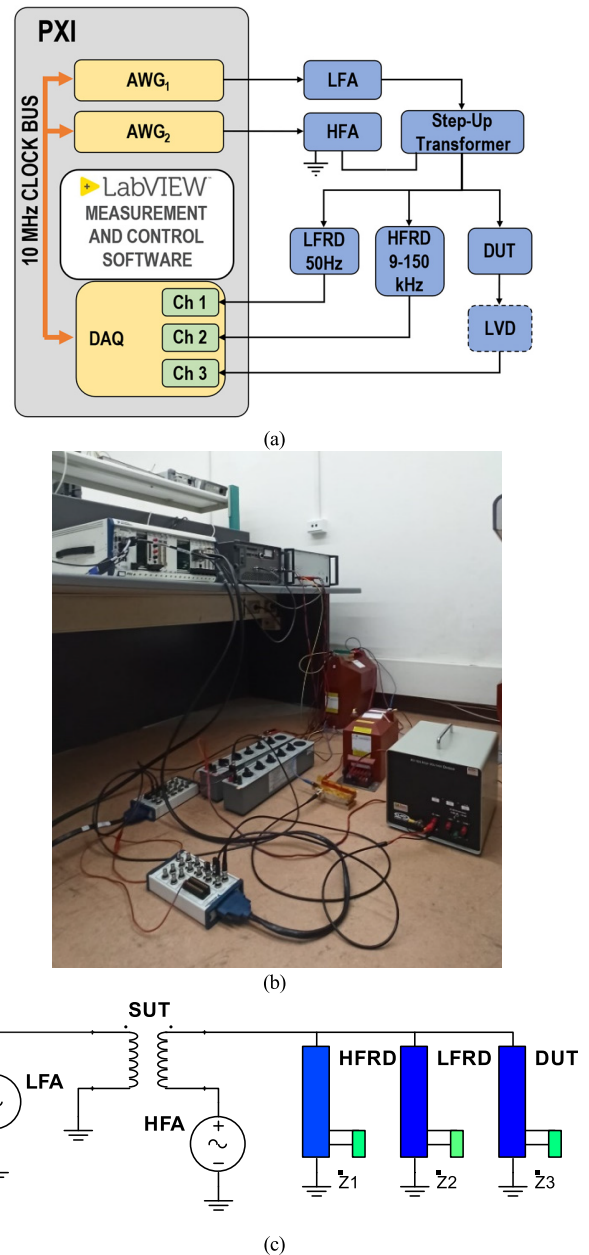 PXI
10 MHz CLOCK BUS
AWG1
AWG2
LabVIEW™
MEASUREMENT
AND CONTROL
SOFTWARE
DAQ
Ch 1
Ch 2
Ch 3
LFA
HFA
Step-Up
Transformer
LFRD
50Hz
HFRD
9-150
kHz
DUT
LVD
(a)
(b)
SUT
LFA
HFA
+
~
−
HFRD
LFRD
DUT
Z1
Z2
Z3
(c)